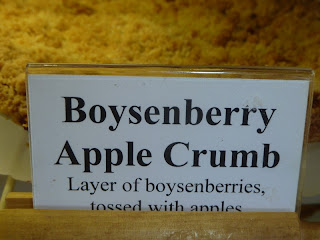 Boysenberry
Apple Crumb
Layer of boysenberries,
tossed with apples